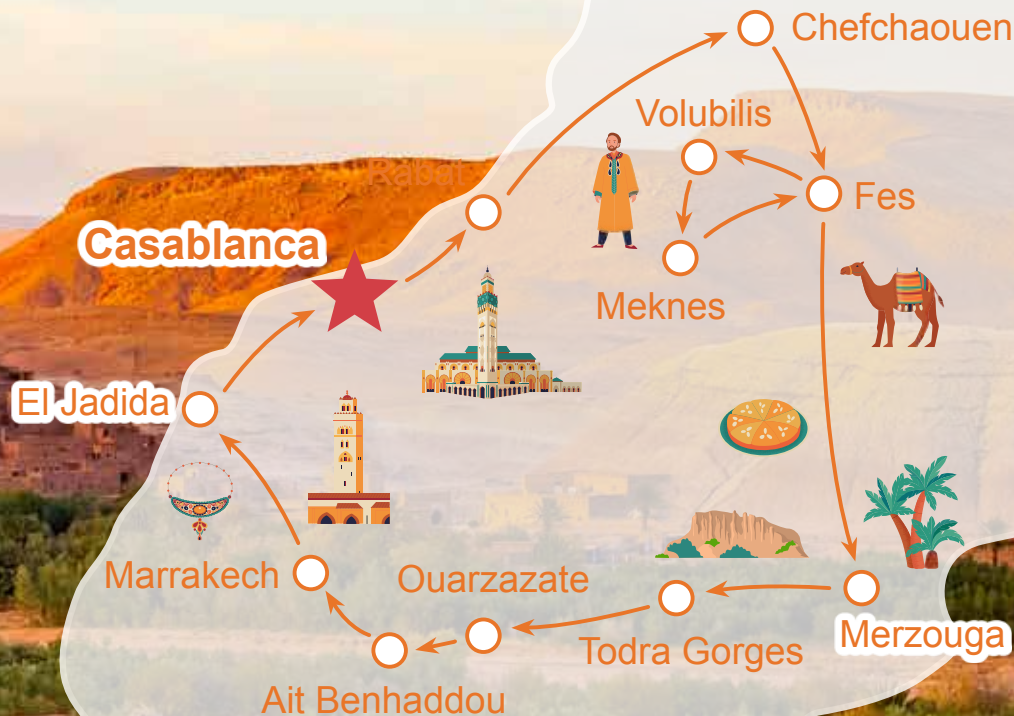 Chefchaouen
Volubilis
Rabat
Fes
Casablanca
Meknes
El Jadida
Marrakech
Ouarzazate
Merzouga
Todra Gorges
Ait Benhaddou